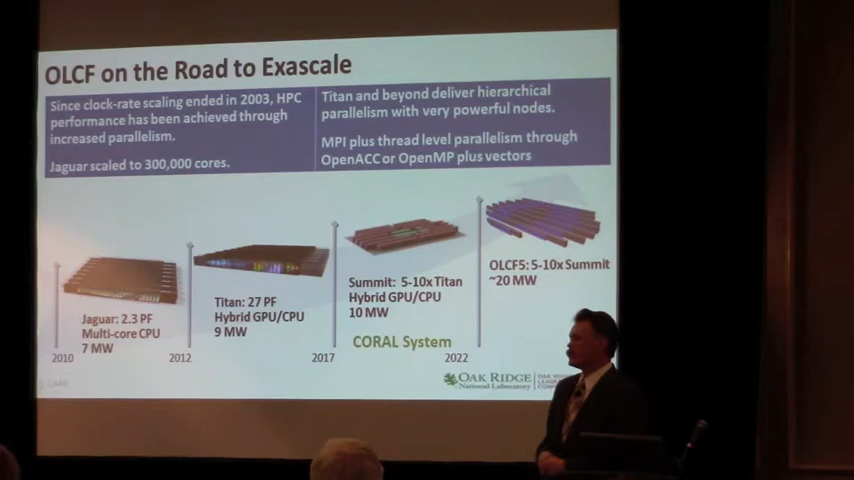 OLCF on the Road to Exascale
Since clock-rate scaling ended in 2003, HPC
performance has been achieved through
increased parallelism.
Jaguar scaled to 300,000 cores.
Titan and beyond deliver hierarchical
parallelism with very powerful nodes.
MPI plus thread level parallelism through
OpenACC or OpenMP plus vectors
Jaguar: 2.3 PF
Multi-core CPU
7 MW
Titan: 27 PF
Hybrid GPU/CPU
9 MW
Summit: 5-10x Titan
Hybrid GPU/CPU
10 MW
CORAL System
OLCF5: 5-10x Summit
~20 MW
2010
2012
2017
2022
OAK RIDGE
National Laboratory